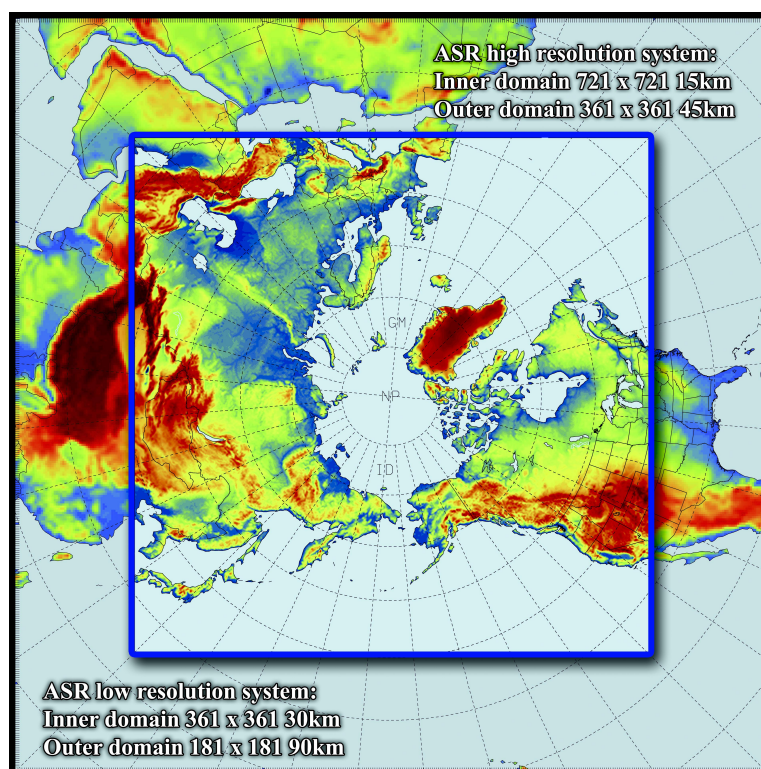 ASR high resolution system:
Inner domain 721 x 721 15km
Outer domain 361 x 361 45km
GM
NP
ID
ASR low resolution system:
Inner domain 361 x 361 30km
Outer domain 181 x 181 90km